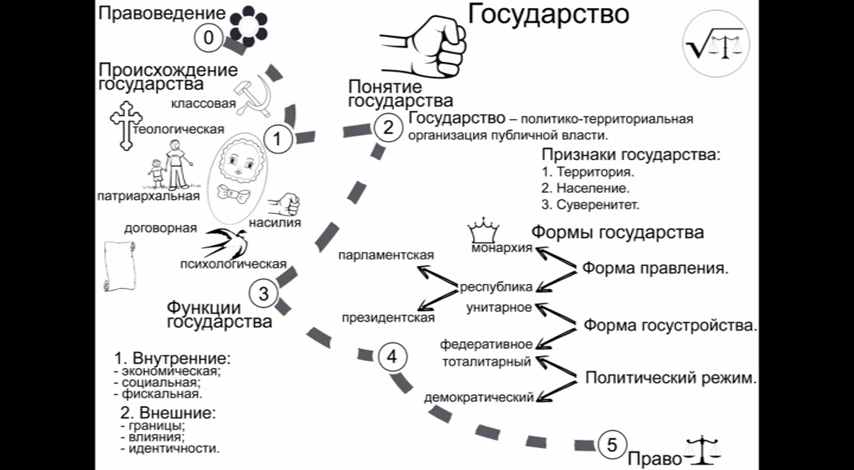 Правоведение
0
Государство
Происхождение
государства
классовая
теологическая
1
патриархальная
насилия
договорная
психологическая
Понятие
государства
2
Государство – политико-территориальная
организация публичной власти.
Признаки государства:
1. Территория.
2. Население.
3. Суверенитет.
3
Функции
государства
1. Внутренние:
- экономическая;
- социальная;
- фискальная.
2. Внешние:
- границы;
- влияния;
- идентичности.
4
Формы государства
монархия
Форма правления.
парламентская
республика
президентская
унитарное
Форма госустройства.
федеративное
тоталитарный
Политический режим.
демократический
5
Право